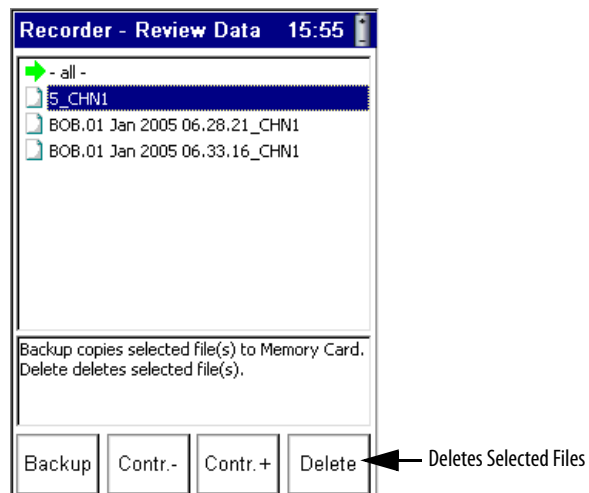 Recorder - Review Data 15:55
- all -
5_CHN1
BOB.01 Jan 2005 06.28.21_CHN1
BOB.01 Jan 2005 06.33.16_CHN1
Backup copies selected file(s) to Memory Card.
Delete deletes selected file(s).
Backup Contr.- Contr.+ Delete Deletes Selected Files